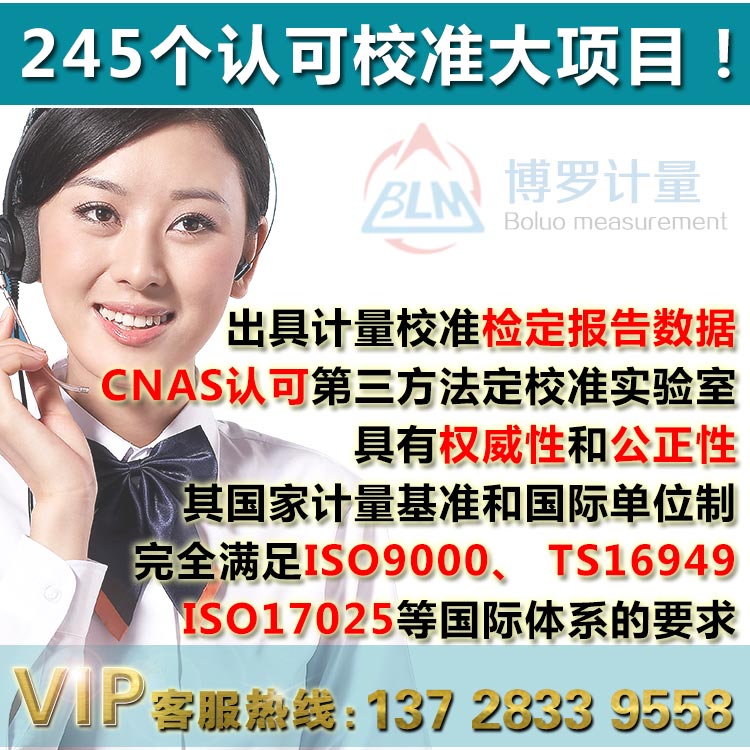 245个认可校准大项目！
BLM
博罗计量
Boluo measurement
出具计量校准检定报告数据
CNAS认可第三方法定校准实验室
具有权威性和公正性
其国家计量基准和国际单位制
完全满足ISO9000、 TS16949
ISO17025等国际体系的要求
VIP客服热线:137 2833 9558